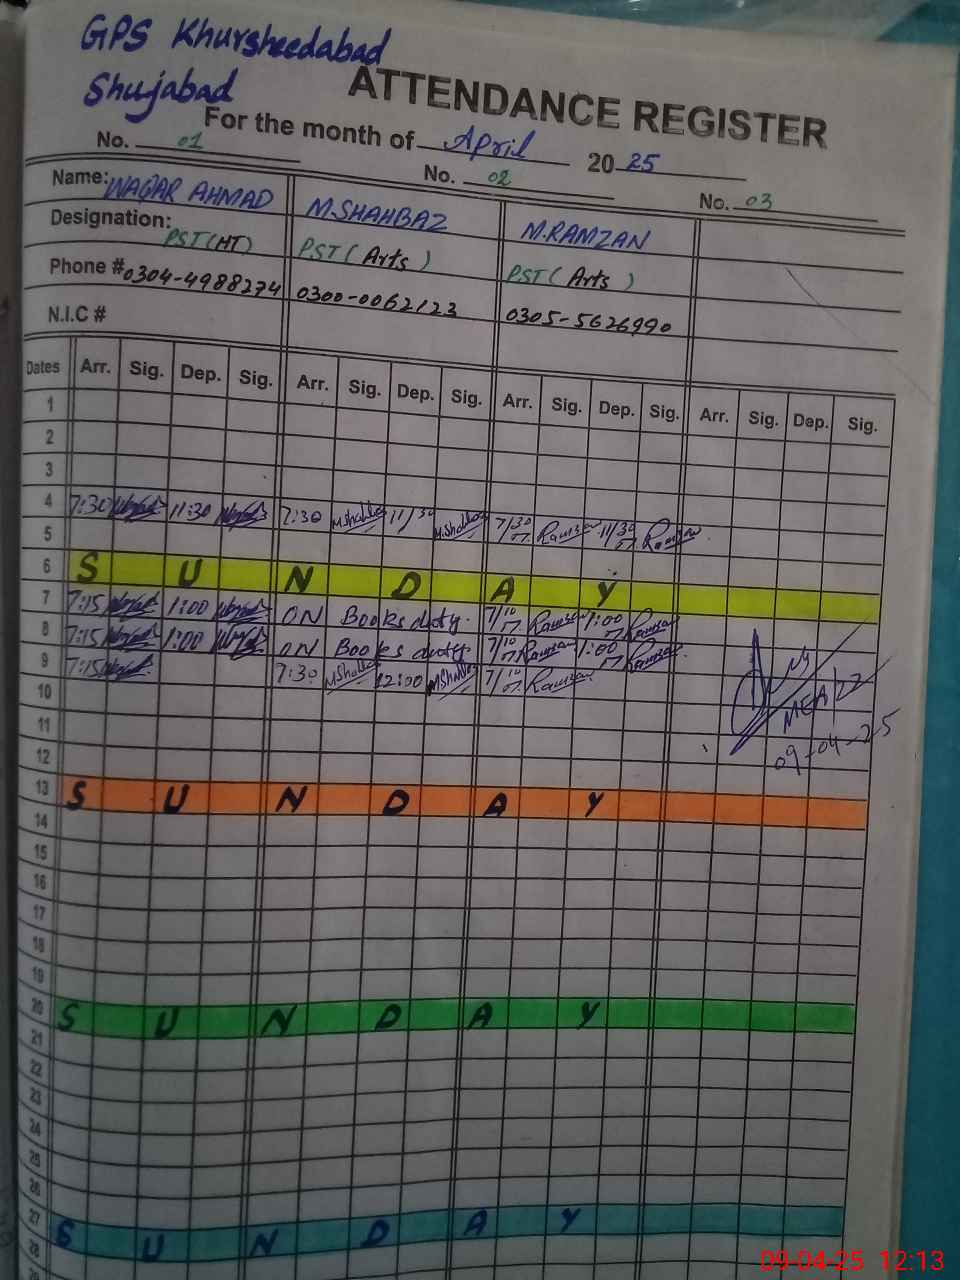 GPS Khursheedabad
Shujabad
ATTENDANCE REGISTER
For the month of April 2025
No. 01 No. 02 No. 03
Name: WAQAR AHMAD M.SHAHBAZ M.RAMZAN
Designation: PST(HT) PST(Arts) PST(Arts)
Phone # 0304-4988274 0300-0062123 0305-5626990
N.I.C #
Dates Arr. Sig. Dep. Sig. Arr. Sig. Dep. Sig. Arr. Sig. Dep. Sig. Arr. Sig. Dep. Sig.
1
2
3
4 7:30 11:30 7:30 MShahbaz 11/30 MShahbaz 7/30 Ramzan 11/30 Ramzan
5
6 SUNDAY
7 7:15 1:00 ON Books duty. 7/10 Ramzan 1:00 Ramzan
8 7:15 1:00 ON Books duty. 7/10 Ramzan 1:00 Ramzan
9 7:15 7:30 MShahbaz 12:00 MShahbaz 7/10 Ramzan
10
11
12
13 SUNDAY
14
15
16
17
18
19
20 SUNDAY
21
22
23
24
25
26
27 SUNDAY
28
MEA
09-04-25
09-04-25 12:13